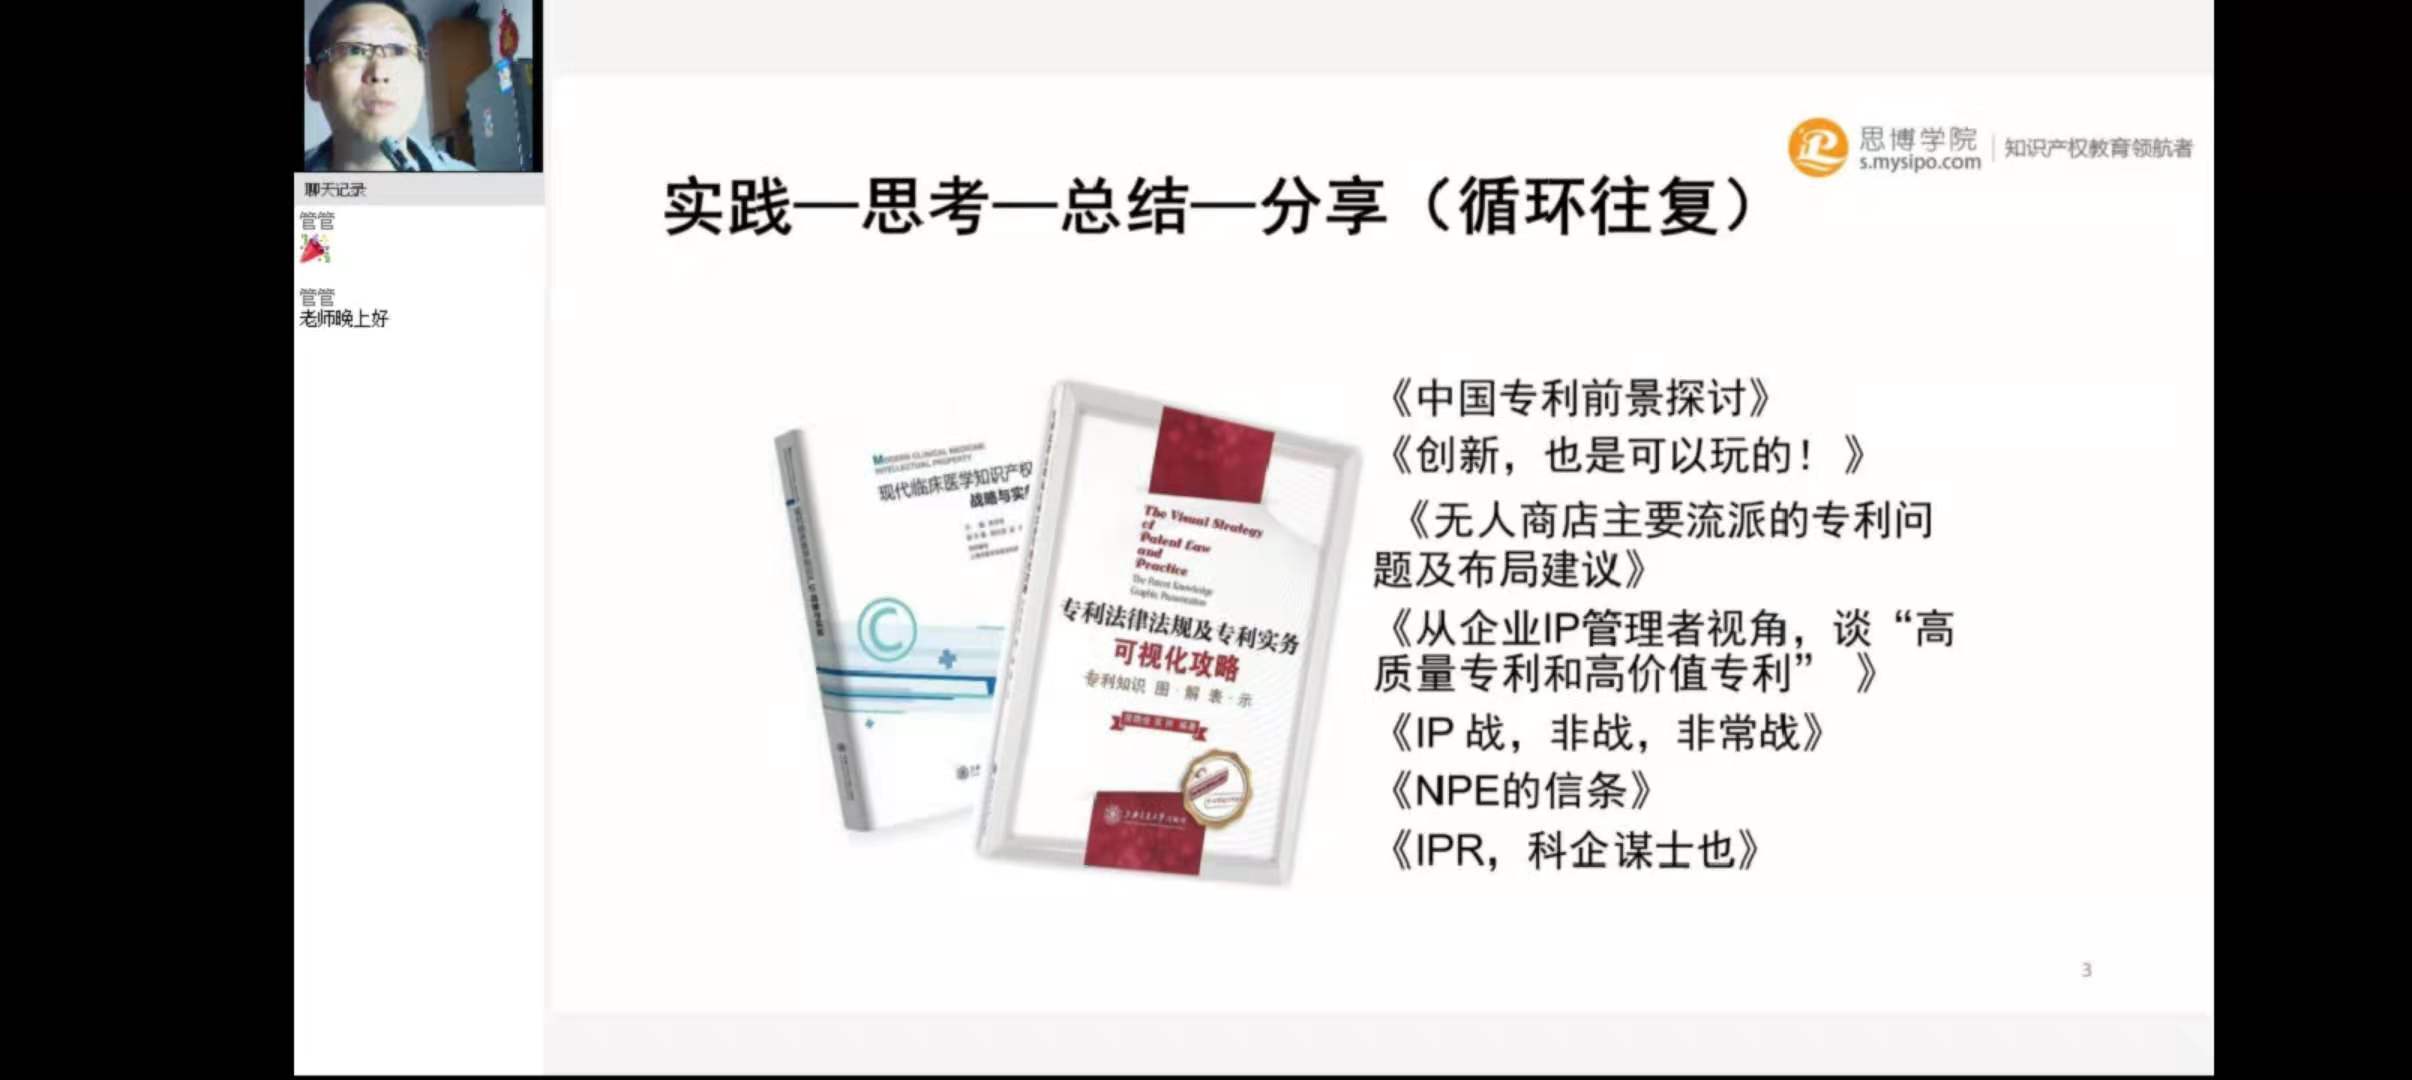 聊天记录
管管
管管
老师晚上好
思博学院
s.mysipo.com
知识产权教育领航者
实践—思考—总结—分享（循环往复）
MODERN CLINICAL MEDICINE
INTELLECTUAL PROPERTY
现代临床医学知识产权
战略与实
The Visual Strategy
of
Patent Law
and
Practice
The Patent Knowledge
Graphic Presentation
专利法律法规及专利实务
可视化攻略
专利知识 图·解 表·示
《中国专利前景探讨》
《创新，也是可以玩的！》
《无人商店主要流派的专利问
题及布局建议》
《从企业IP管理者视角，谈“高
质量专利和高价值专利” 》
《IP 战，非战，非常战》
《NPE的信条》
《IPR，科企谋士也》
3